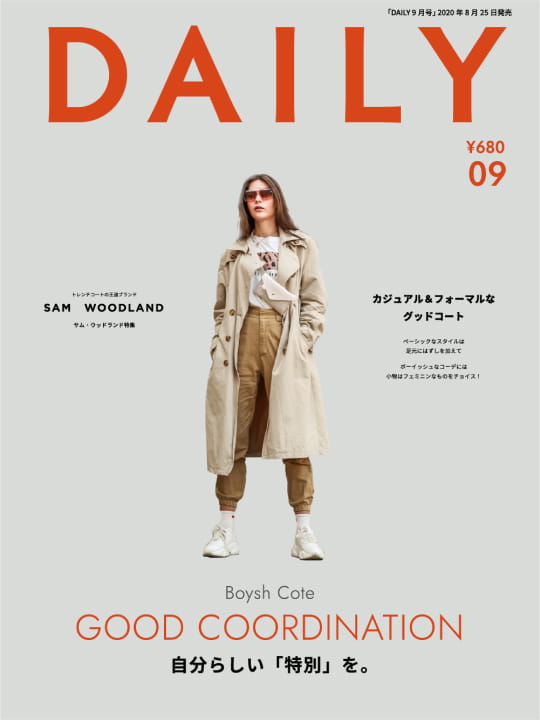 「DAILY 9 月号」2020 年 8 月 25 日発売
DAILY
¥680
09
トレンチコートの王道ブランド
SAM WOODLAND
サム・ウッドランド特集
カジュアル＆フォーマルな
グッドコート
ベーシックなスタイルは
足元にはずしを加えて
ボーイッシュなコーデには
小物はフェミニンなものをチョイス！
Boysh Cote
GOOD COORDINATION
自分らしい「特別」を。